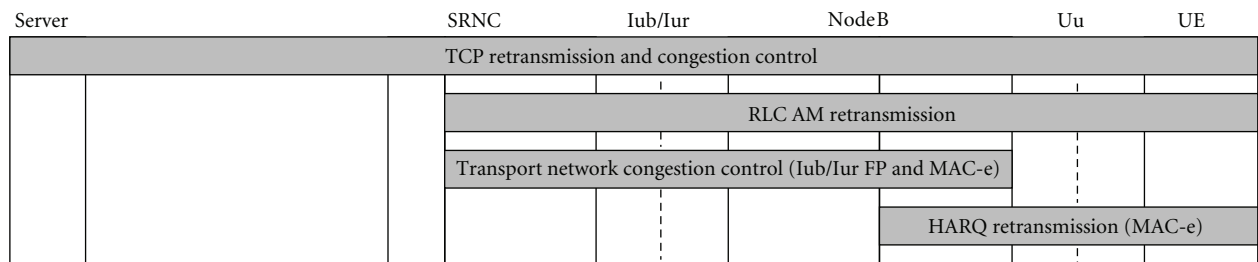 Server SRNC Iub/Iur NodeB Uu UE
TCP retransmission and congestion control
RLC AM retransmission
Transport network congestion control (Iub/Iur FP and MAC-e)
HARQ retransmission (MAC-e)